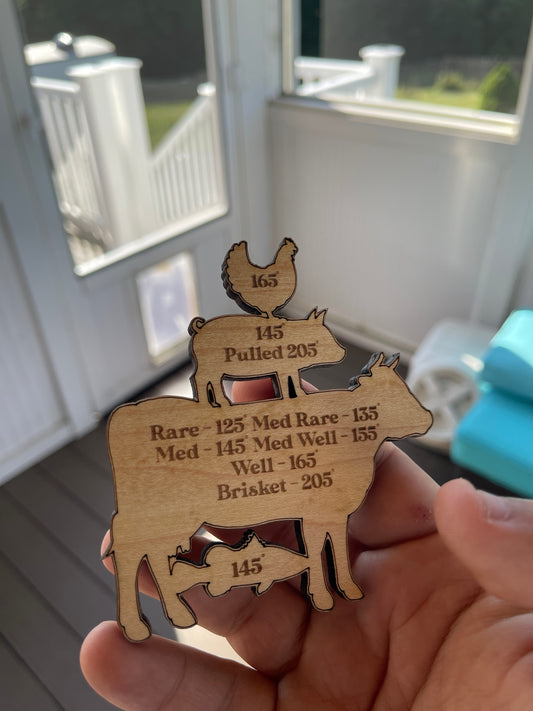 165°
145°
Pulled 205°
Rare - 125° Med Rare - 135°
Med - 145° Med Well - 155°
Well - 165°
Brisket - 205°
145°